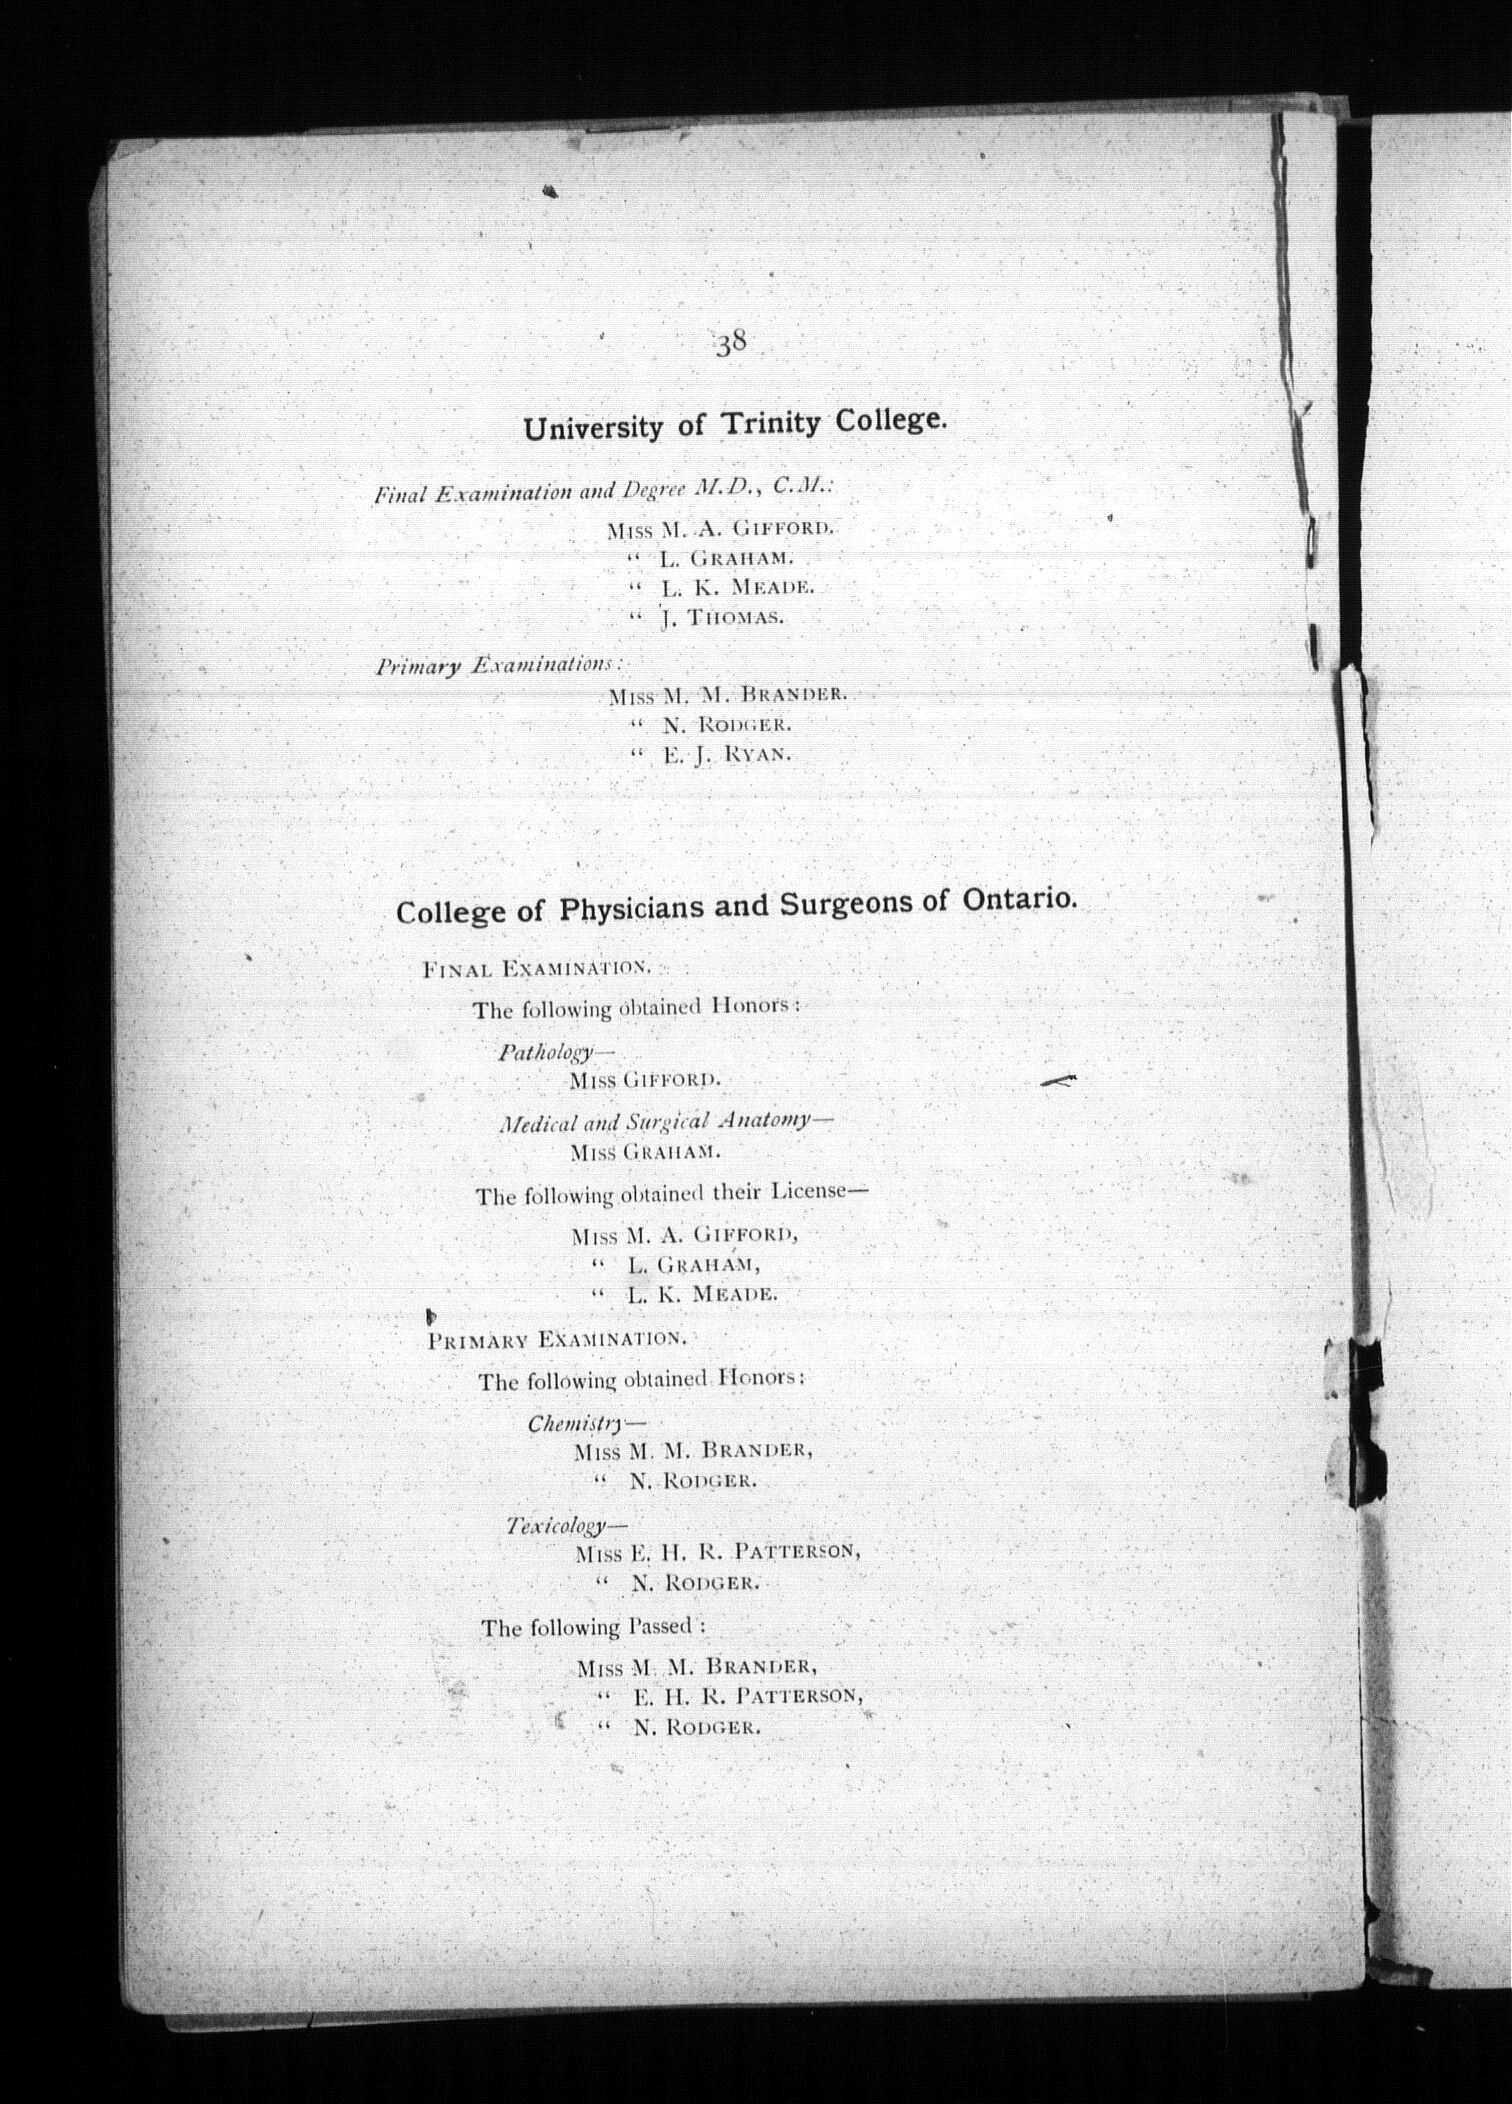 38
University of Trinity College.
Final Examination and Degree M.D., C.M.:
MISS M. A. GIFFORD.
“ L. GRAHAM.
“ L. K. MEADE.
“ J. THOMAS.
Primary Examinations:
MISS M. M. BRANDER.
“ N. RODGER.
“ E. J. RYAN.
College of Physicians and Surgeons of Ontario.
FINAL EXAMINATION.
The following obtained Honors:
Pathology—
MISS GIFFORD.
Medical and Surgical Anatomy—
MISS GRAHAM.
The following obtained their License—
MISS M. A. GIFFORD,
“ L. GRAHAM,
“ L. K. MEADE.
PRIMARY EXAMINATION.
The following obtained Honors:
Chemistry—
MISS M. M. BRANDER,
“ N. RODGER.
Texicology—
MISS E. H. R. PATTERSON,
“ N. RODGER.
The following Passed:
MISS M. M. BRANDER,
“ E. H. R. PATTERSON,
“ N. RODGER.